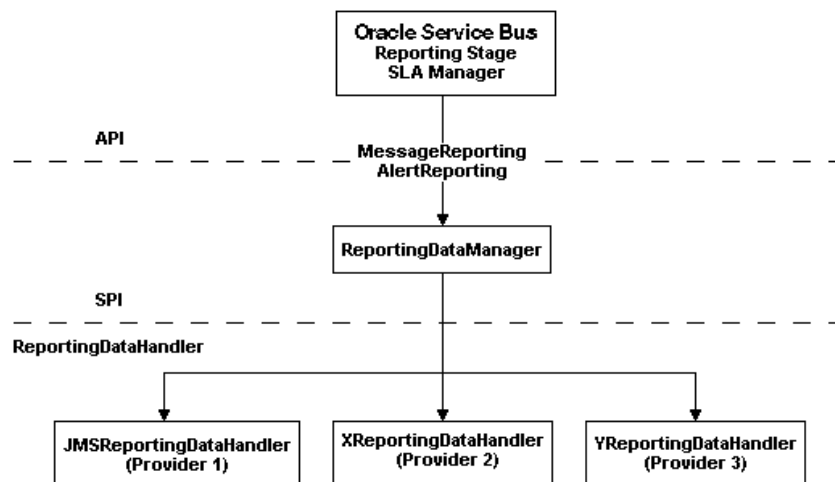 Oracle Service Bus
Reporting Stage
SLA Manager
API
MessageReporting
AlertReporting
ReportingDataManager
SPI
ReportingDataHandler
JMSReportingDataHandler
(Provider 1)
XReportingDataHandler
(Provider 2)
YReportingDataHandler
(Provider 3)